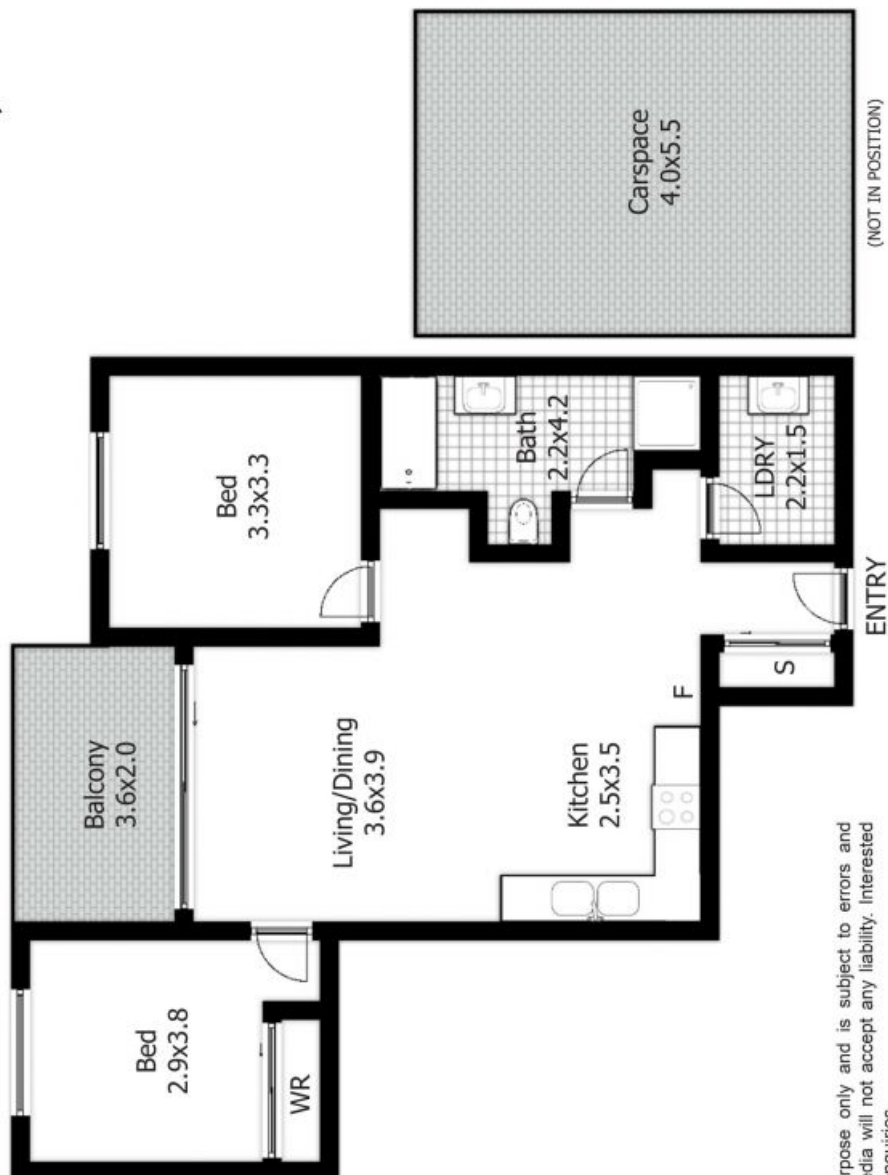 Balcony
3.6x2.0
Bed
2.9x3.8
WR
Bed
3.3x3.3
Living/Dining
3.6x3.9
Kitchen
2.5x3.5
F
S
Bath
2.2x4.2
LDRY
2.2x1.5
ENTRY
Carspace
4.0x5.5
(NOT IN POSITION)
rpose only and is subject to errors and
edia will not accept any liability. Interested